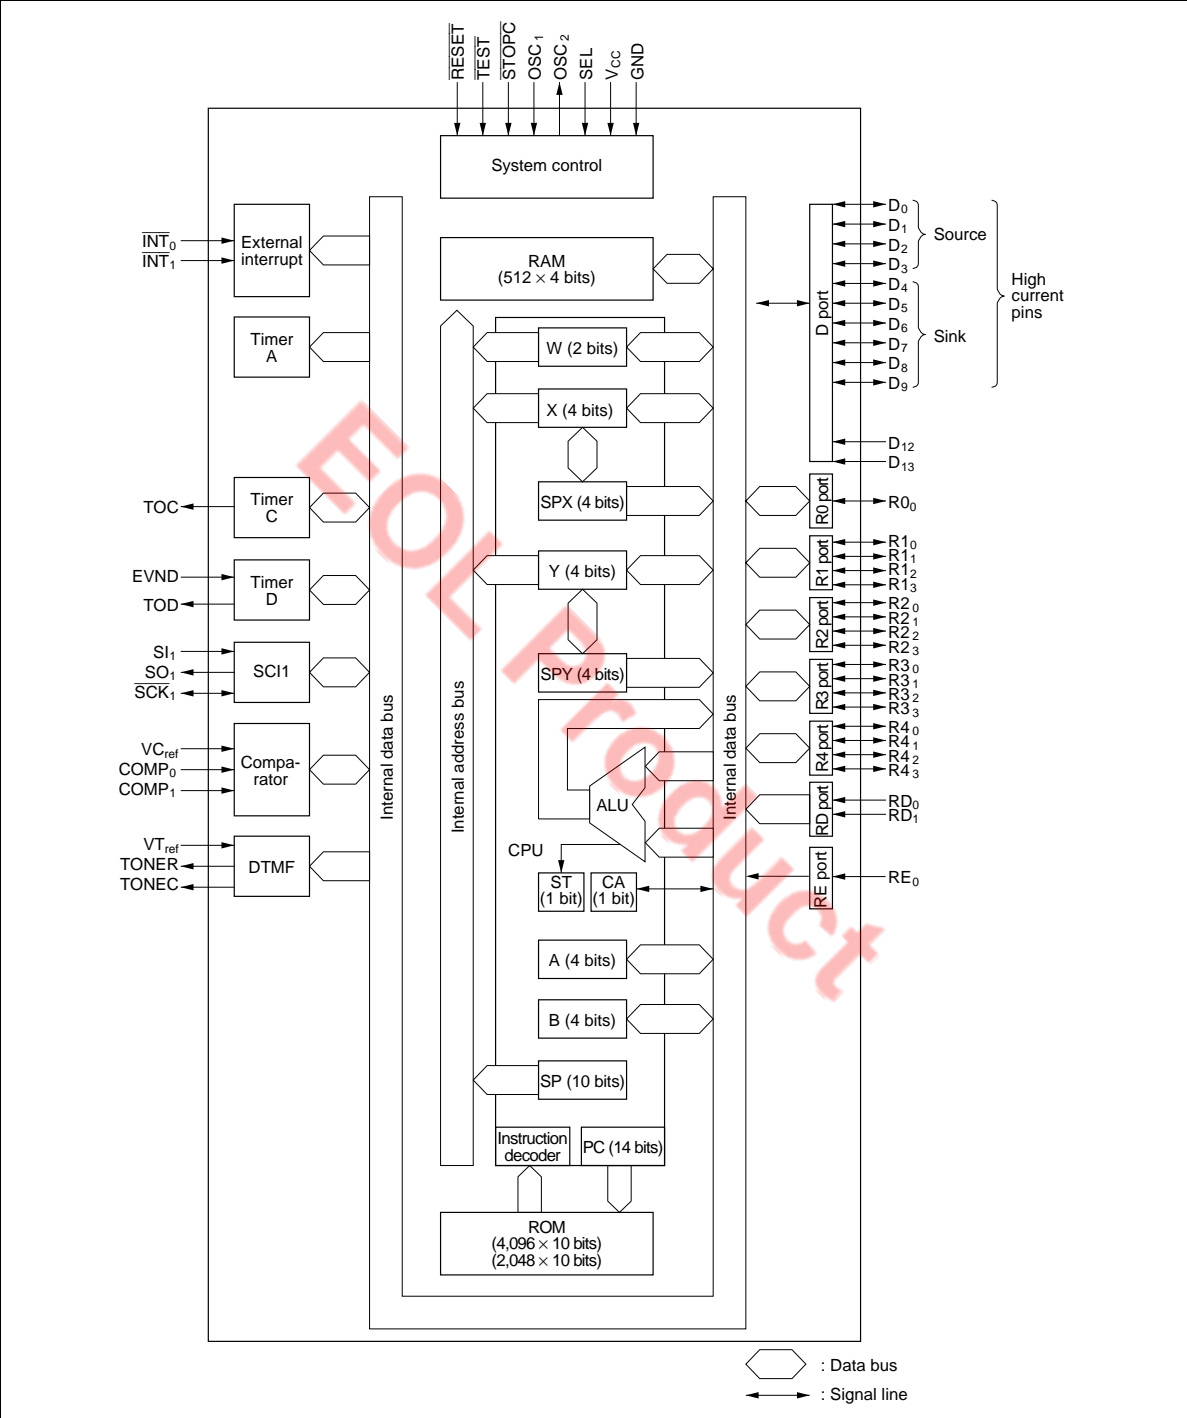 RESET
TEST
STOPC
OSC1
OSC2
SEL
VCC
GND
System control
INT0
INT1
External
interrupt
Timer
A
TOC
Timer
C
EVND
TOD
Timer
D
SI1
SO1
SCK1
SCI1
VCref
COMP0
COMP1
Compa-
rator
VTref
TONER
TONEC
DTMF
Internal data bus
Internal address bus
RAM
(512 × 4 bits)
W (2 bits)
X (4 bits)
SPX (4 bits)
Y (4 bits)
SPY (4 bits)
ALU
CPU
ST
(1 bit)
CA
(1 bit)
A (4 bits)
B (4 bits)
SP (10 bits)
Instruction
decoder
PC (14 bits)
ROM
(4,096 × 10 bits)
(2,048 × 10 bits)
Internal data bus
D port
D0
D1
D2
D3
D4
D5
D6
D7
D8
D9
D12
D13
Source
Sink
High
current
pins
R0 port
R00
R1 port
R10
R11
R12
R13
R2 port
R20
R21
R22
R23
R3 port
R30
R31
R32
R33
R4 port
R40
R41
R42
R43
RD port
RD0
RD1
RE port
RE0
EOL Product
: Data bus
: Signal line